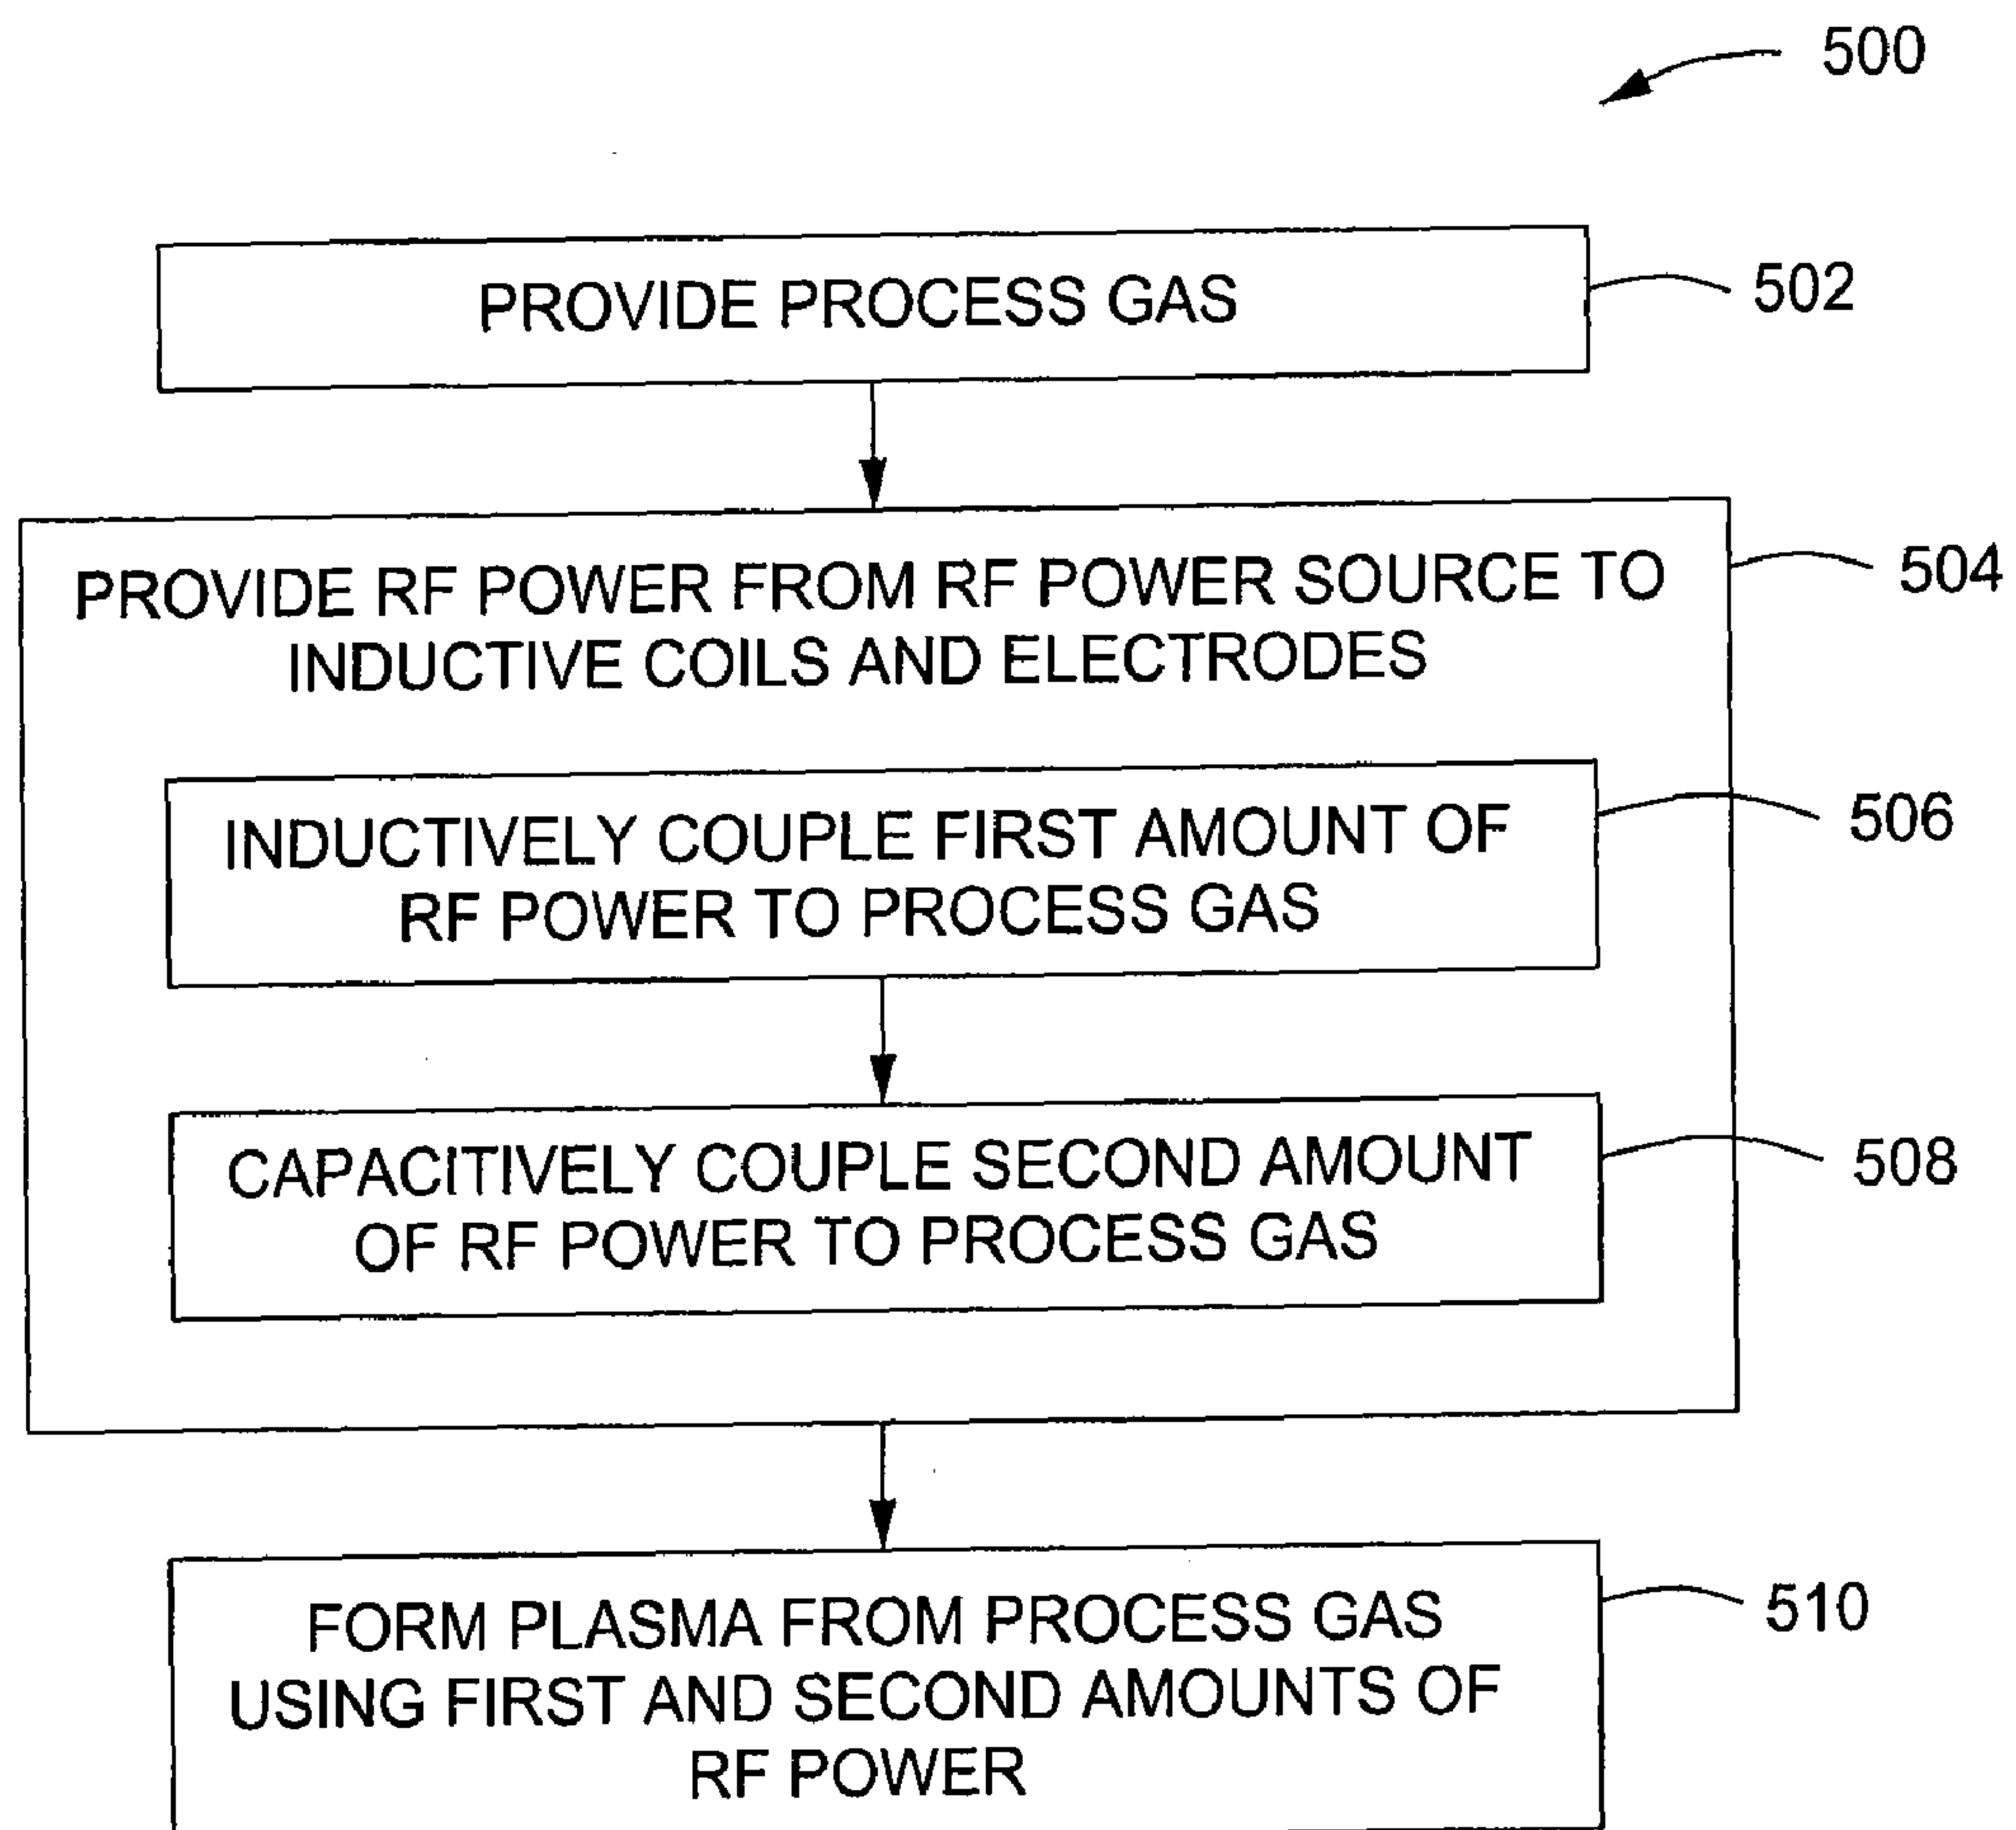 500
PROVIDE PROCESS GAS
502
PROVIDE RF POWER FROM RF POWER SOURCE TO
INDUCTIVE COILS AND ELECTRODES
504
INDUCTIVELY COUPLE FIRST AMOUNT OF
RF POWER TO PROCESS GAS
506
CAPACITIVELY COUPLE SECOND AMOUNT
OF RF POWER TO PROCESS GAS
508
FORM PLASMA FROM PROCESS GAS
USING FIRST AND SECOND AMOUNTS OF
RF POWER
510